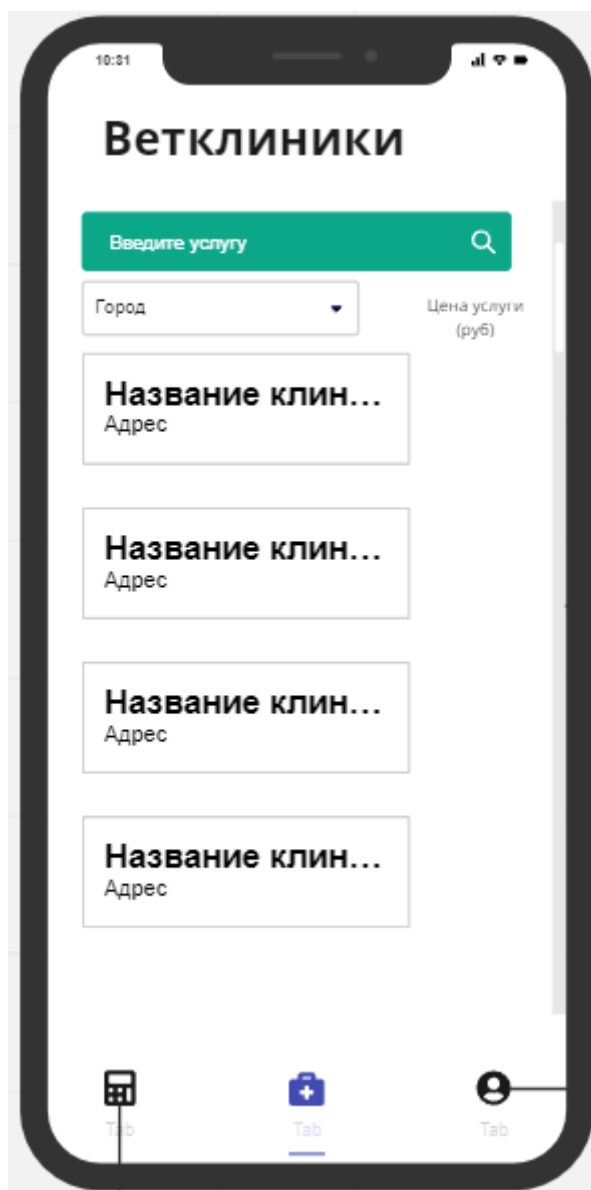 10:31
Ветклиники
Введите услугу
Город
Цена услуги
(руб)
Название клин...
Адрес
Название клин...
Адрес
Название клин...
Адрес
Название клин...
Адрес
Tab Tab Tab